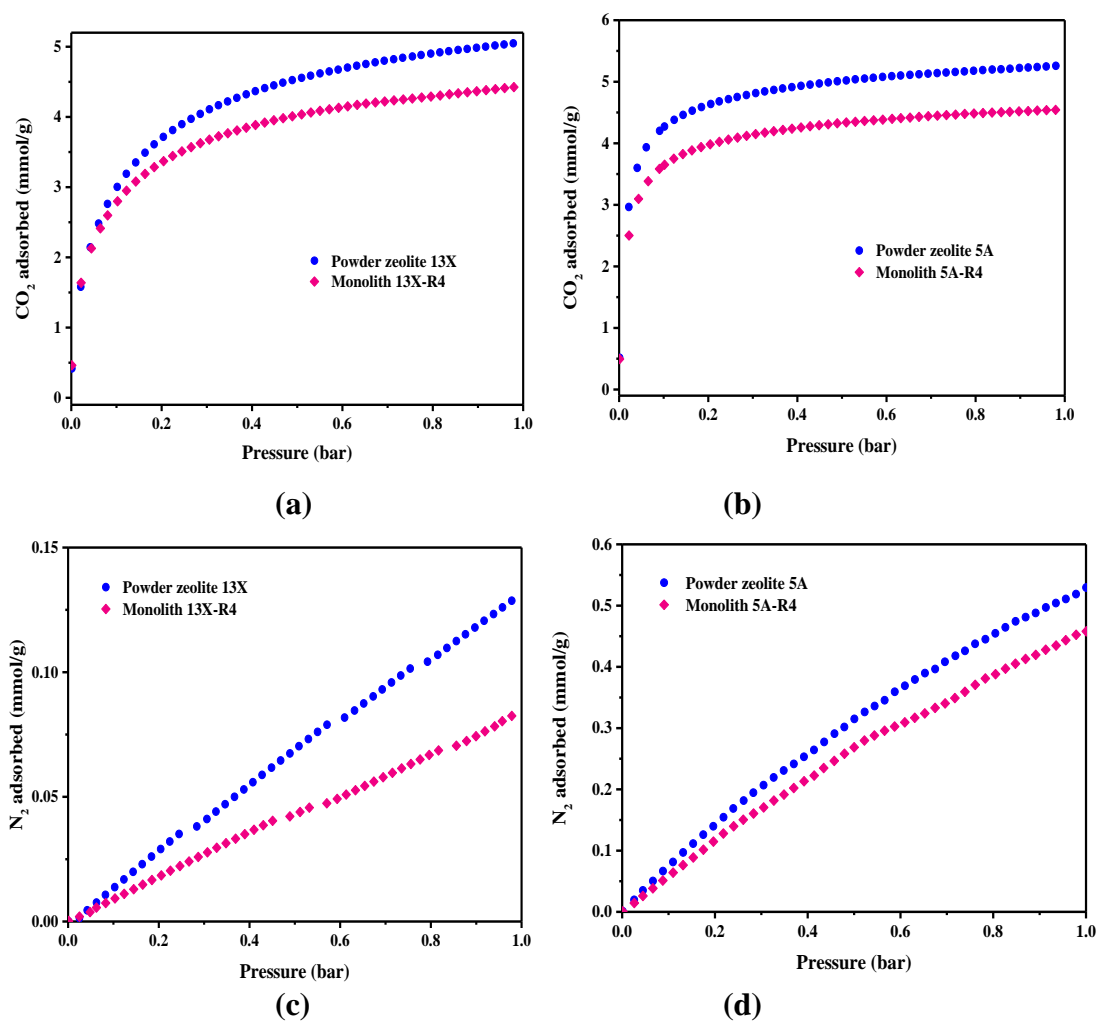 CO₂ adsorbed (mmol/g)
5
4
3
2
1
0
Powder zeolite 13X
Monolith 13X-R4
0.0 0.2 0.4 0.6 0.8 1.0
Pressure (bar)
(a)
CO₂ adsorbed (mmol/g)
6
5
4
3
2
1
0
Powder zeolite 5A
Monolith 5A-R4
0.0 0.2 0.4 0.6 0.8 1.0
Pressure (bar)
(b)
N₂ adsorbed (mmol/g)
0.15
0.10
0.05
0.00
Powder zeolite 13X
Monolith 13X-R4
0.0 0.2 0.4 0.6 0.8 1.0
Pressure (bar)
(c)
N₂ adsorbed (mmol/g)
0.6
0.5
0.4
0.3
0.2
0.1
0.0
Powder zeolite 5A
Monolith 5A-R4
0.0 0.2 0.4 0.6 0.8 1.0
Pressure (bar)
(d)